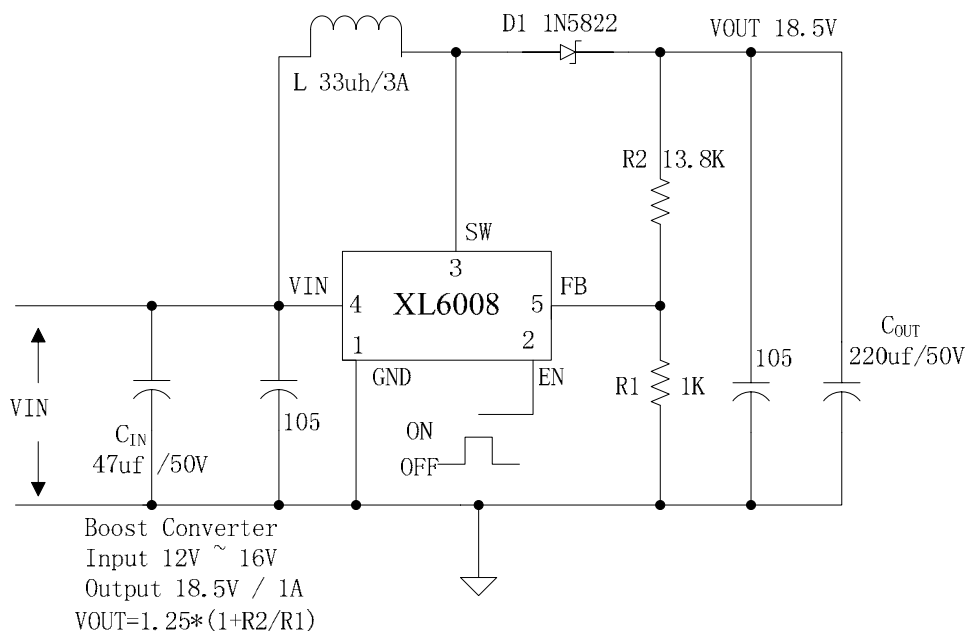 D1 1N5822
VOUT 18.5V
L 33uh/3A
R2 13.8K
SW
3
VIN
4
XL6008
5
FB
1
2
GND
EN
COUT
220uf/50V
105
R1 1K
VIN
105
CIN
47uf /50V
ON
OFF
Boost Converter
Input 12V ~ 16V
Output 18.5V / 1A
VOUT=1.25*(1+R2/R1)